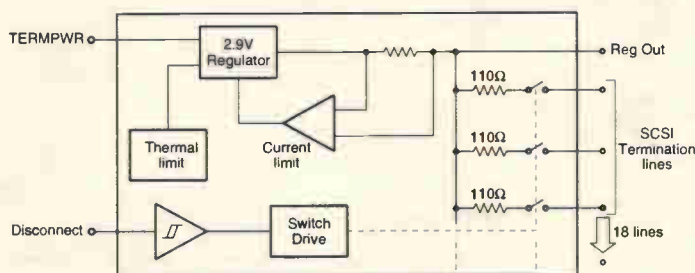 TERMPWR
2.9V
Regulator
Reg Out
110Ω
110Ω
110Ω
Thermal
limit
Current
limit
SCSI
Termination
lines
Disconnect
Switch
Drive
18 lines